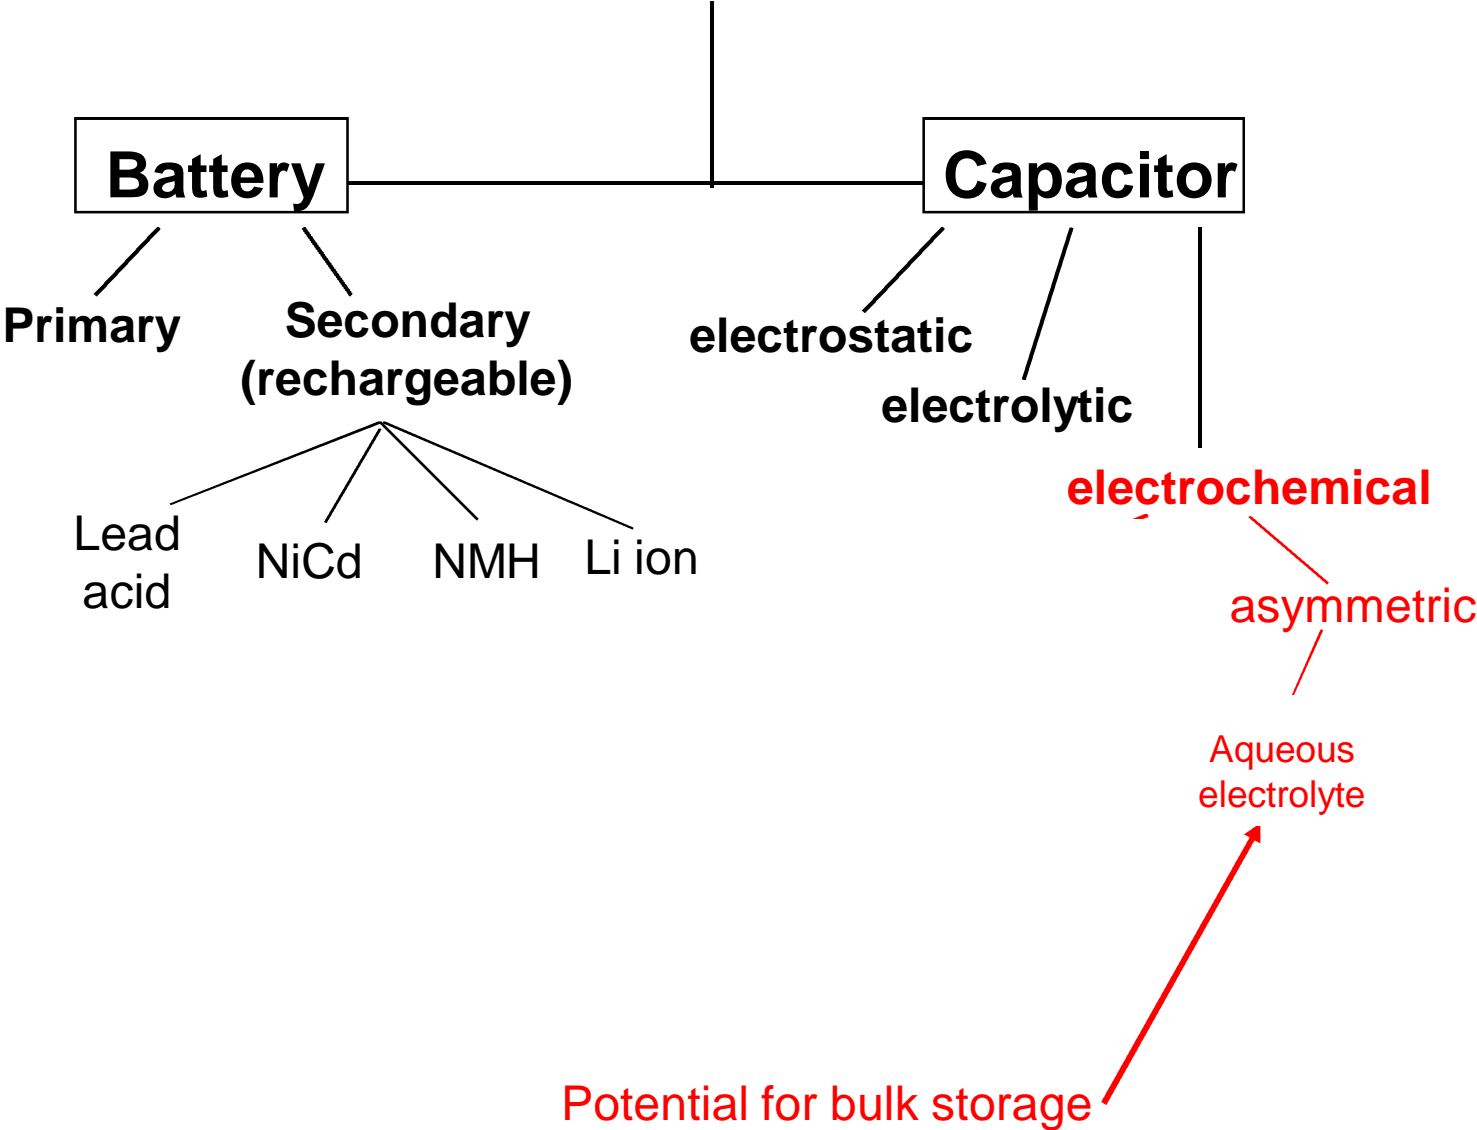 Battery
Capacitor
Primary
Secondary
(rechargeable)
electrostatic
electrolytic
electrochemical
Lead
acid
NiCd
NMH
Li ion
asymmetric
Aqueous
electrolyte
Potential for bulk storage